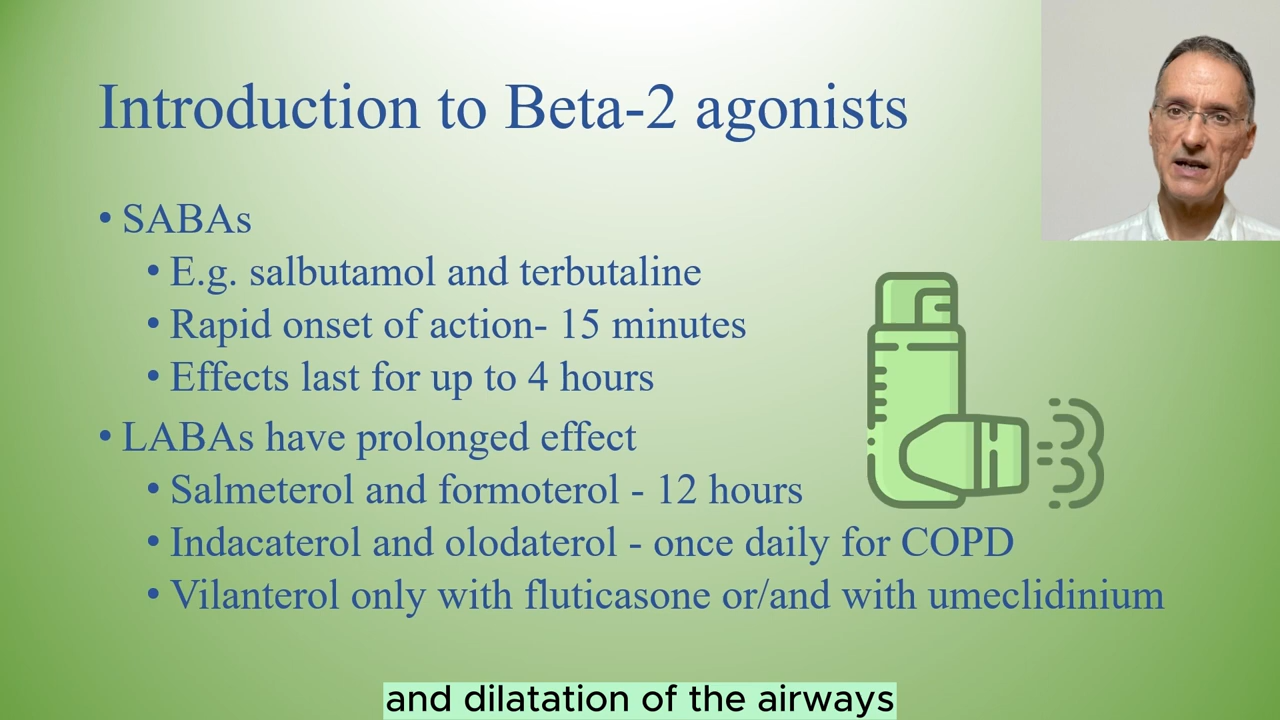 Introduction to Beta-2 agonists
• SABAs
• E.g. salbutamol and terbutaline
• Rapid onset of action- 15 minutes
• Effects last for up to 4 hours
• LABAs have prolonged effect
• Salmeterol and formoterol - 12 hours
• Indacaterol and olodaterol - once daily for COPD
• Vilanterol only with fluticasone or/and with umeclidinium
and dilatation of the airways